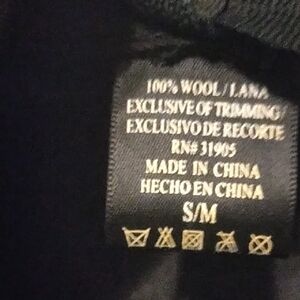 100% WOOL / LANA
EXCLUSIVE OF TRIMMING/
EXCLUSIVO DE RECORTE
RN# 31905
MADE IN CHINA
HECHO EN CHINA
S/M